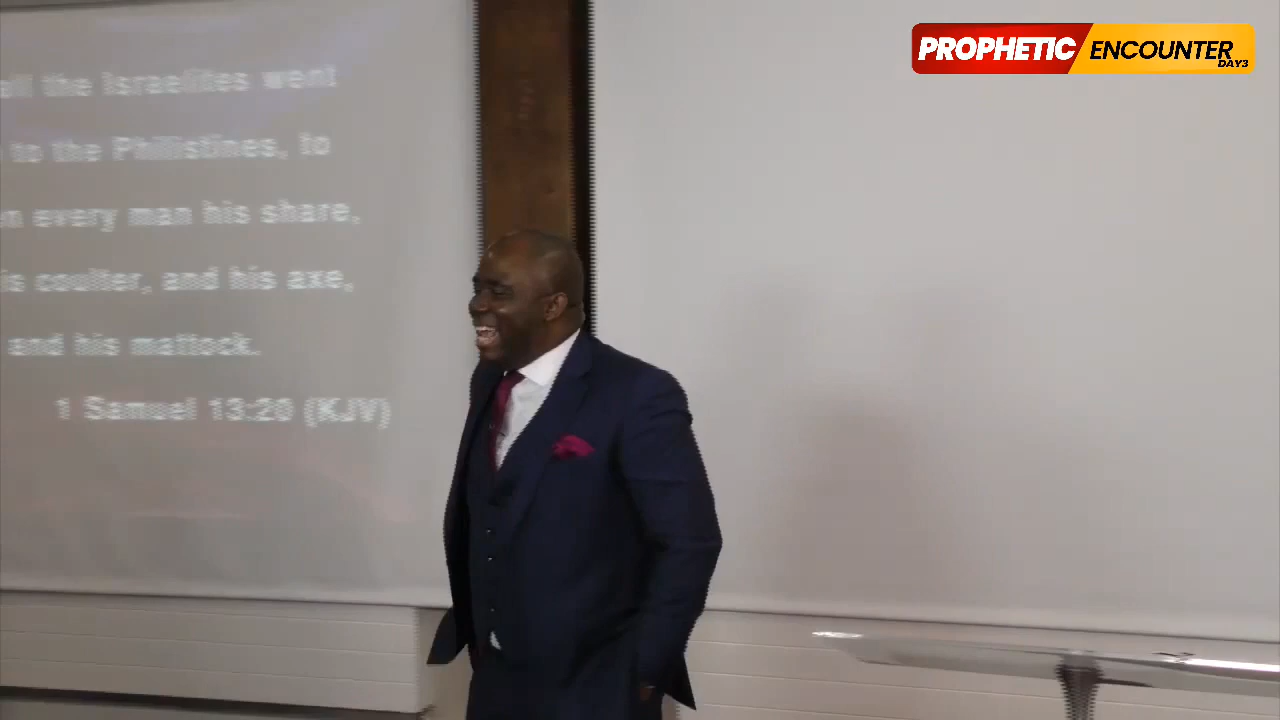 all the Israelites went
to the Philistines, to
every man his share,
coulter, and his axe,
and his mattock.
1 Samuel 13:20 (KJV)
PROPHETIC ENCOUNTER
DAY3